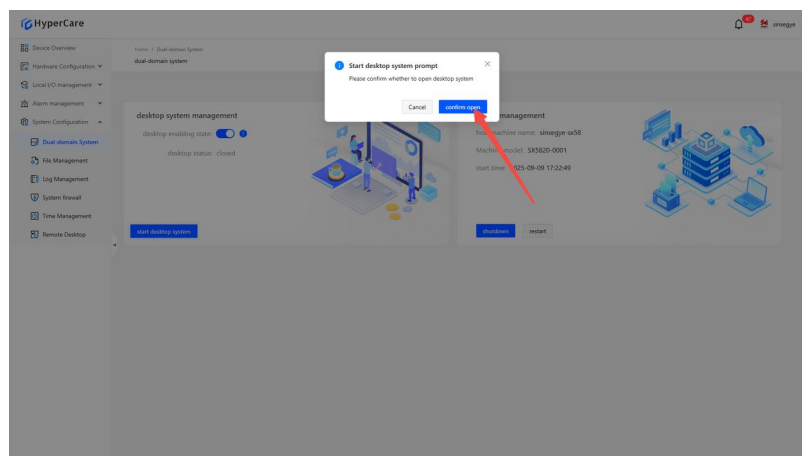 HyperCare
47
sinsegye
Device Overview
Hardware Configuration
Local I/O management
Alarm management
System Configuration
Dual-domain System
File Management
Log Management
System firewall
Time Management
Remote Desktop
Home / Dual-domain System
dual-domain system
Start desktop system prompt
Please confirm whether to open desktop system
Cancel
confirm open
desktop system management
desktop enabling state:
desktop status: closed
start desktop system
management
host machine name: sinsegye-sx58
Machine model: SX5820-0001
start time: 2025-09-09 17:22:49
shutdown
restart